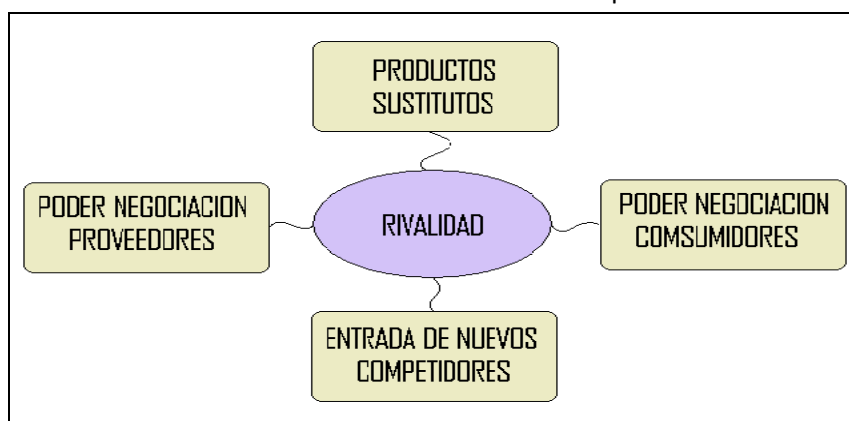 PRODUCTOS
SUSTITUTOS
PODER NEGOCIACION
PROVEEDORES
RIVALIDAD
PODER NEGOCIACION
COMSUMIDORES
ENTRADA DE NUEVOS
COMPETIDORES